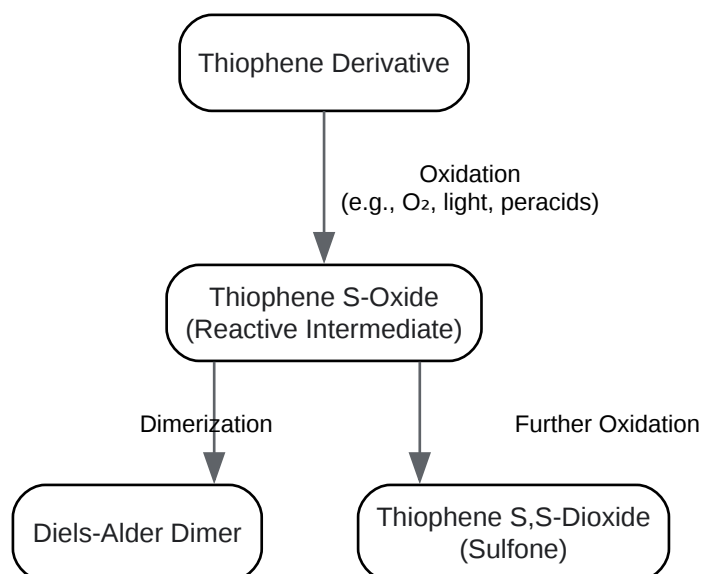 Thiophene Derivative
Oxidation
(e.g., O₂, light, peracids)
Thiophene S-Oxide
(Reactive Intermediate)
Dimerization
Further Oxidation
Diels-Alder Dimer
Thiophene S,S-Dioxide
(Sulfone)